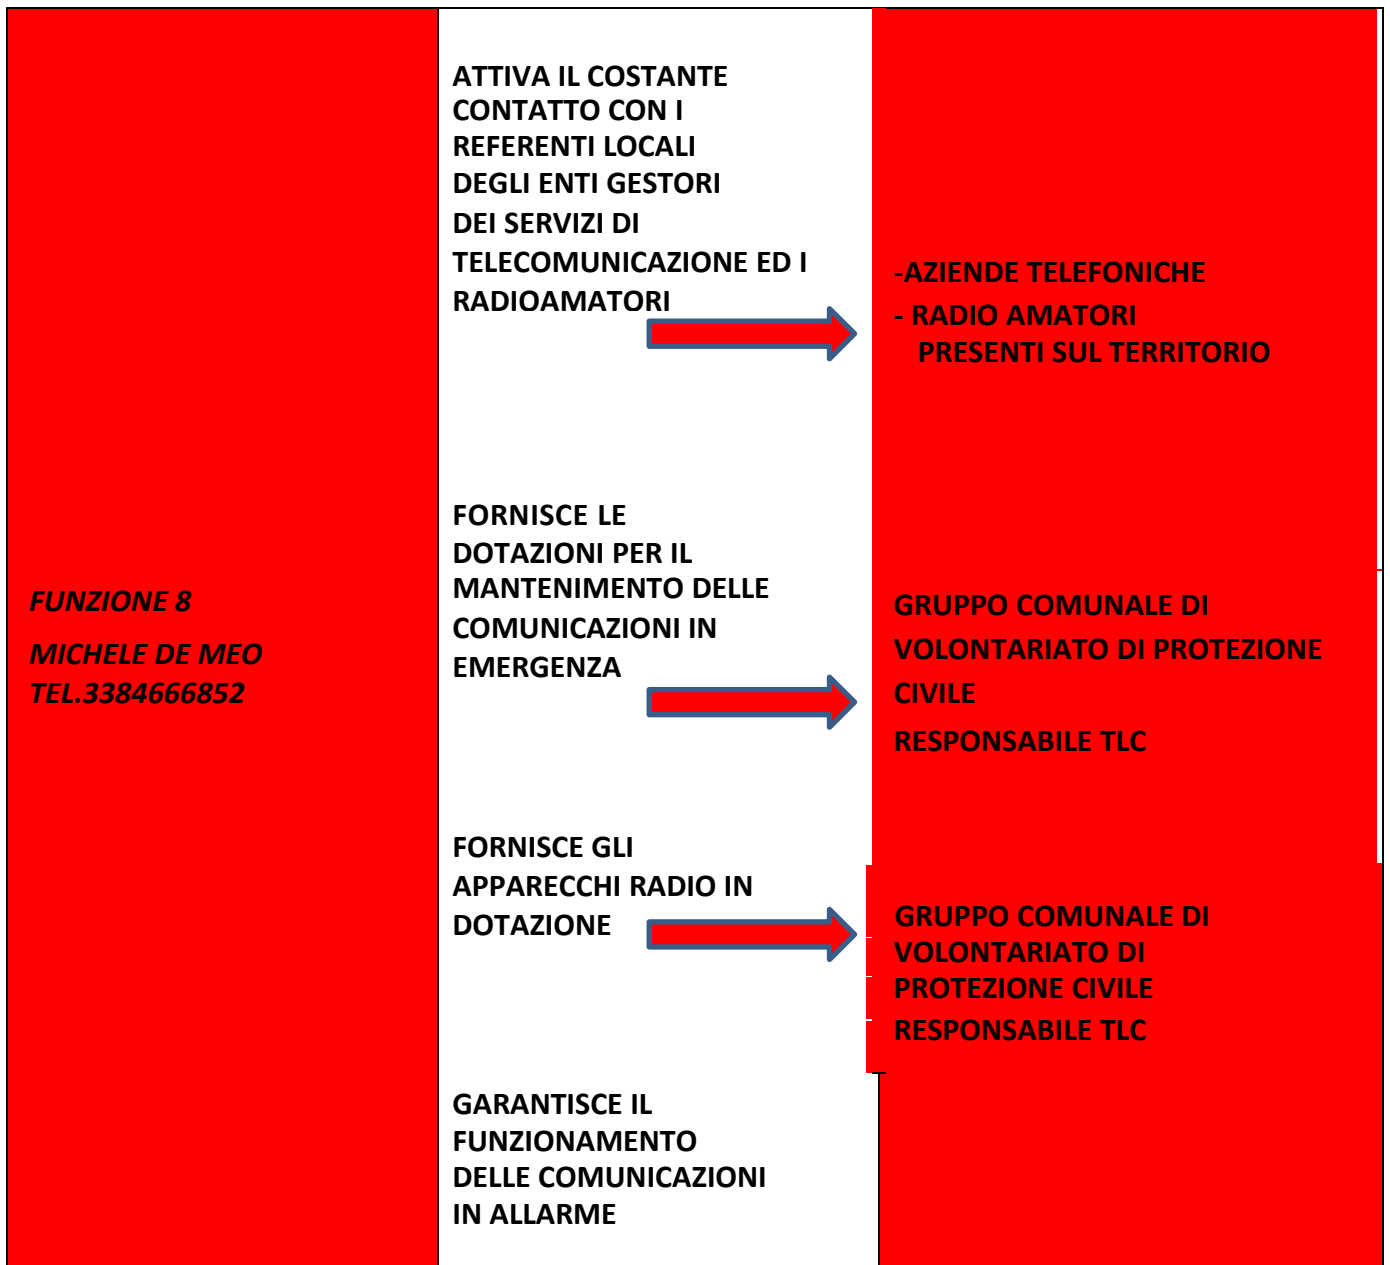 FUNZIONE 8
MICHELE DE MEO
TEL.3384666852
ATTIVA IL COSTANTE
CONTATTO CON I
REFERENTI LOCALI
DEGLI ENTI GESTORI
DEI SERVIZI DI
TELECOMUNICAZIONE ED I
RADIOAMATORI
-AZIENDE TELEFONICHE
- RADIO AMATORI
PRESENTI SUL TERRITORIO
FORNISCE LE
DOTAZIONI PER IL
MANTENIMENTO DELLE
COMUNICAZIONI IN
EMERGENZA
GRUPPO COMUNALE DI
VOLONTARIATO DI PROTEZIONE
CIVILE
RESPONSABILE TLC
FORNISCE GLI
APPARECCHI RADIO IN
DOTAZIONE
GRUPPO COMUNALE DI
VOLONTARIATO DI
PROTEZIONE CIVILE
RESPONSABILE TLC
GARANTISCE IL
FUNZIONAMENTO
DELLE COMUNICAZIONI
IN ALLARME